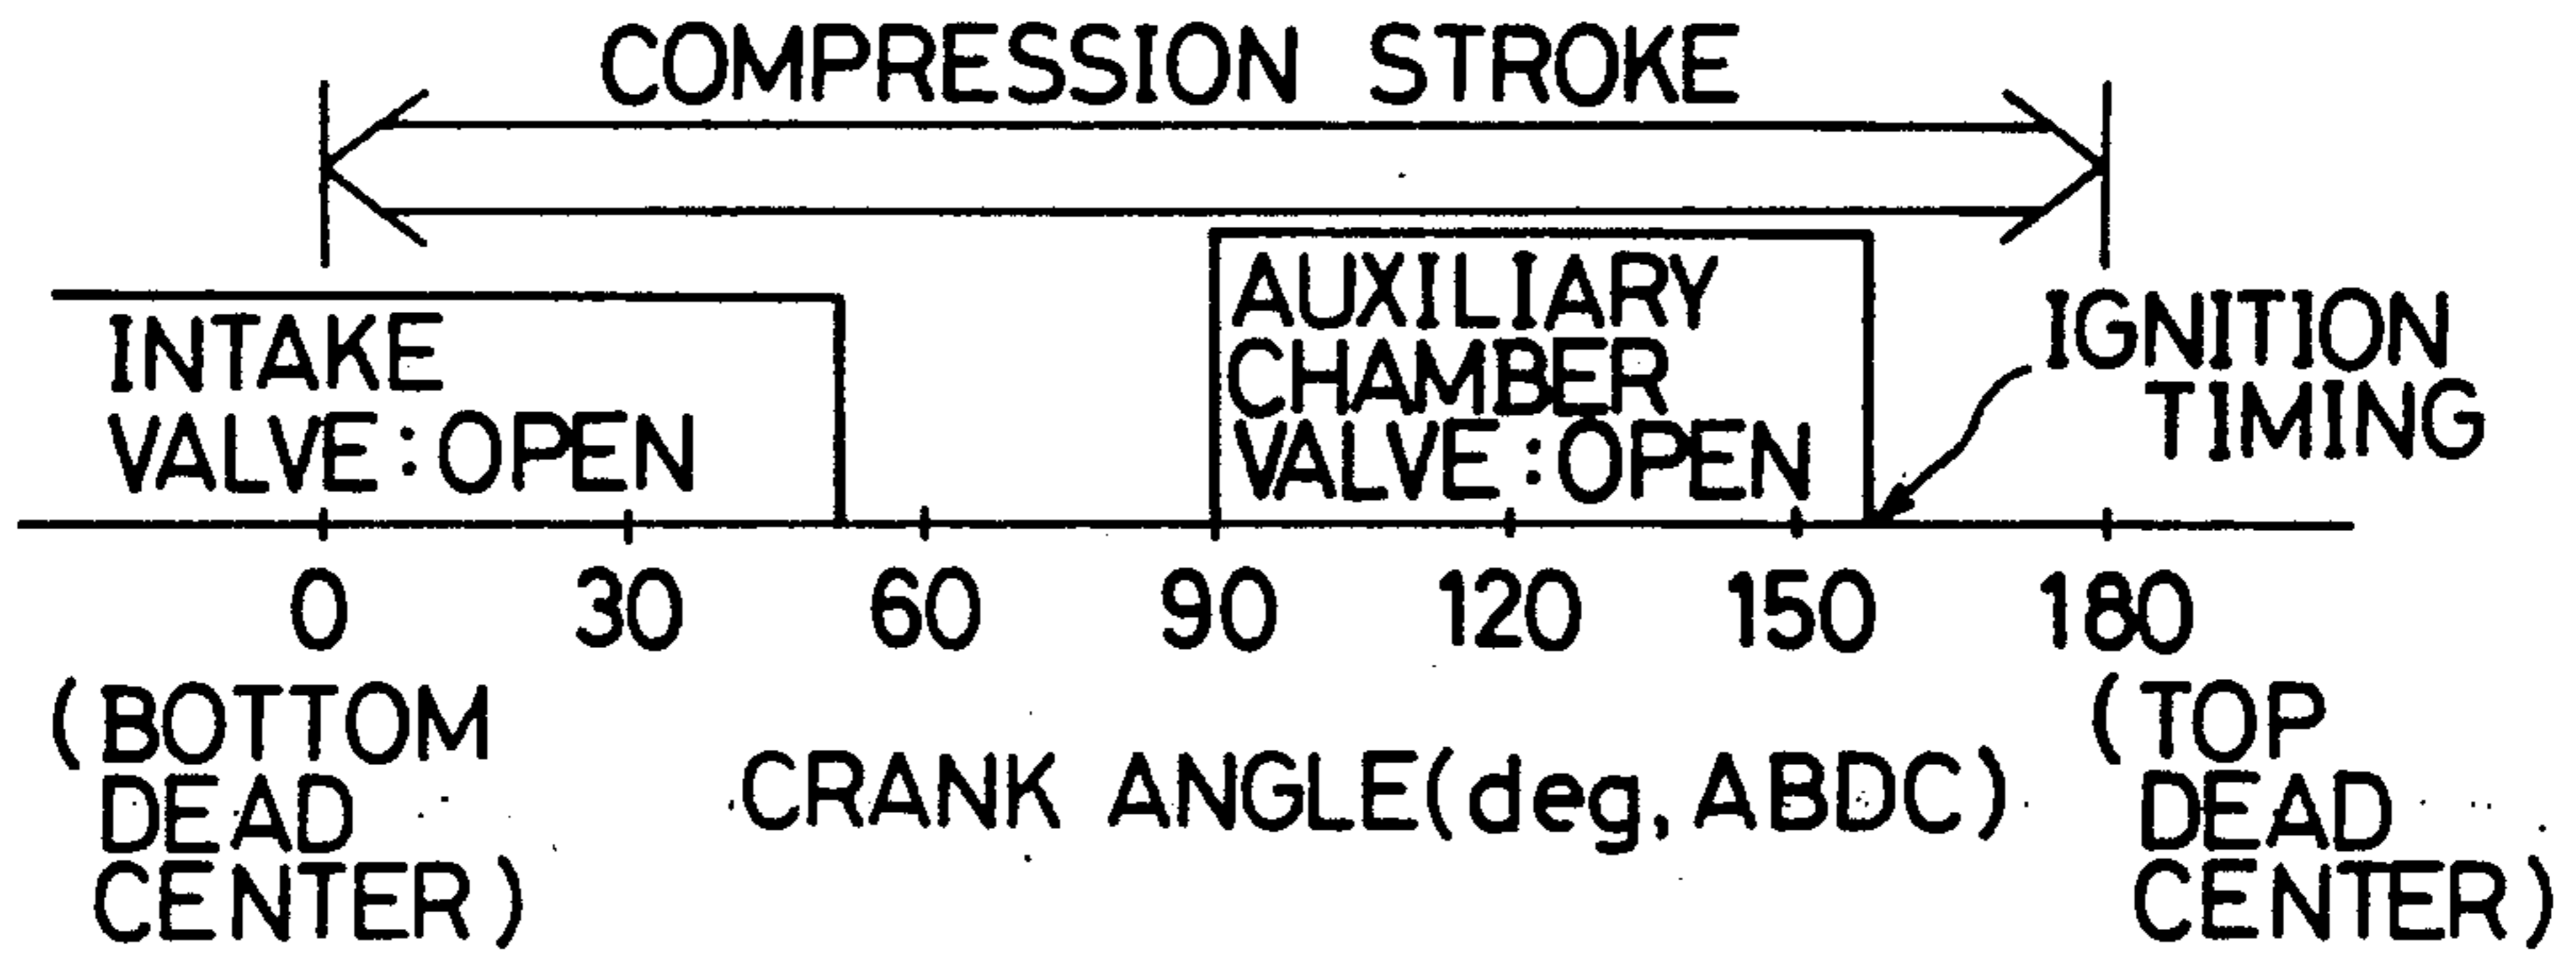 COMPRESSION STROKE
INTAKE
VALVE:OPEN
AUXILIARY
CHAMBER
VALVE:OPEN
IGNITION
TIMING
0 30 60 90 120 150 180
(BOTTOM
DEAD
CENTER)
CRANK ANGLE(deg, ABDC)
(TOP
DEAD
CENTER)